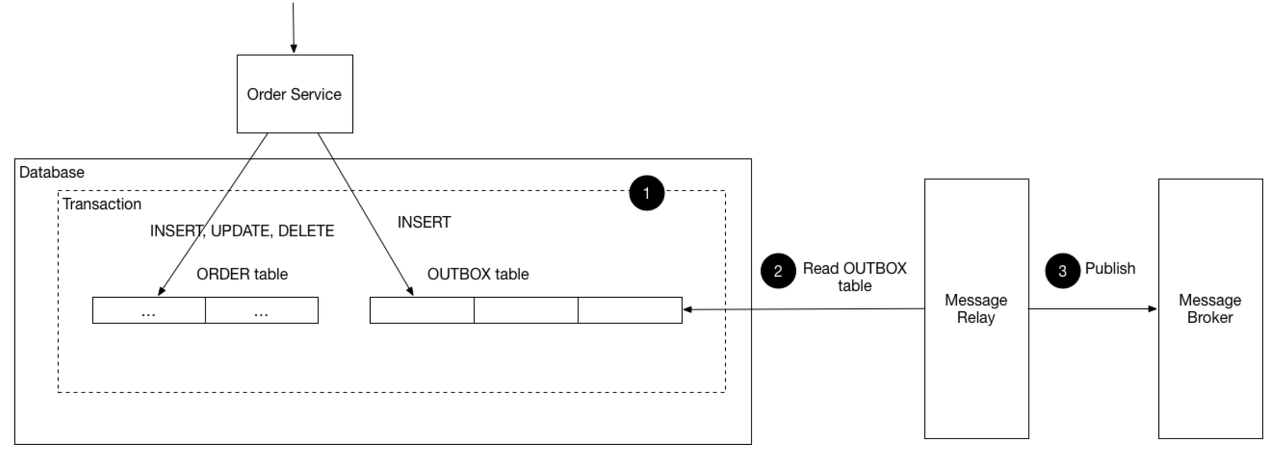 Order Service
Database
Transaction
1
INSERT, UPDATE, DELETE
INSERT
ORDER table
OUTBOX table
... ...
2
Read OUTBOX
table
3
Publish
Message
Relay
Message
Broker